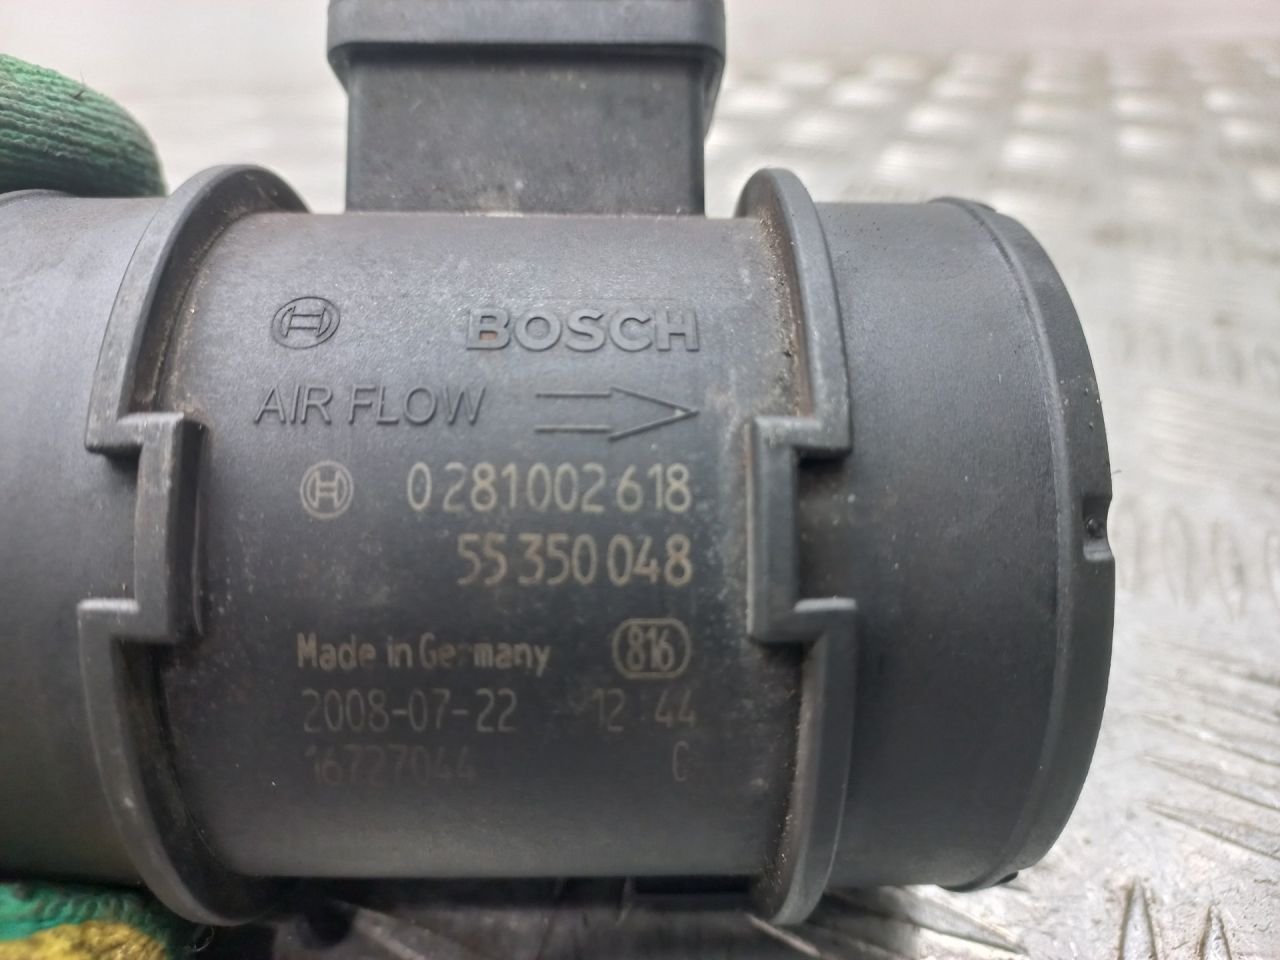 BOSCH
AIR FLOW
0 281 002 618
55 350 048
Made in Germany 816
2008-07-22 12:44
16727044 C